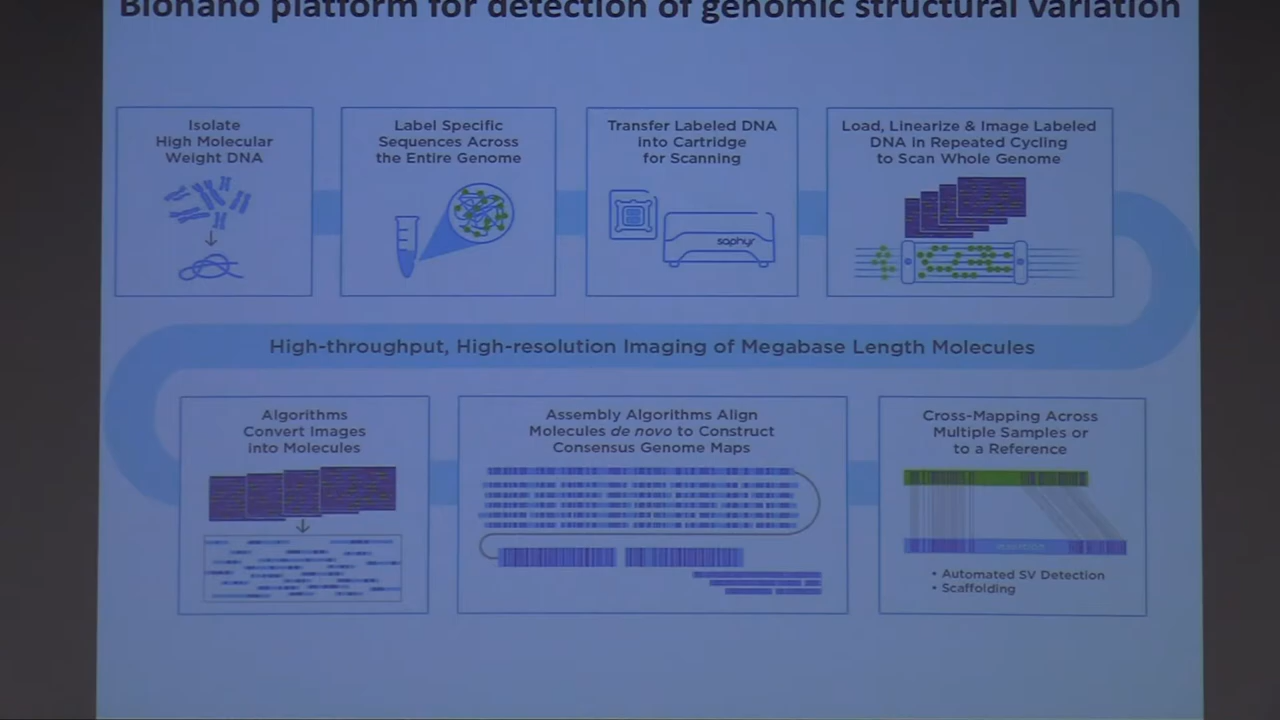 Bionano platform for detection of genomic structural variation
Isolate
High Molecular
Weight DNA
Label Specific
Sequences Across
the Entire Genome
Transfer Labeled DNA
into Cartridge
for Scanning
saphyr
Load, Linearize & Image Labeled
DNA in Repeated Cycling
to Scan Whole Genome
High-throughput, High-resolution Imaging of Megabase Length Molecules
Algorithms
Convert Images
into Molecules
Assembly Algorithms Align
Molecules de novo to Construct
Consensus Genome Maps
Cross-Mapping Across
Multiple Samples or
to a Reference
• Automated SV Detection
• Scaffolding